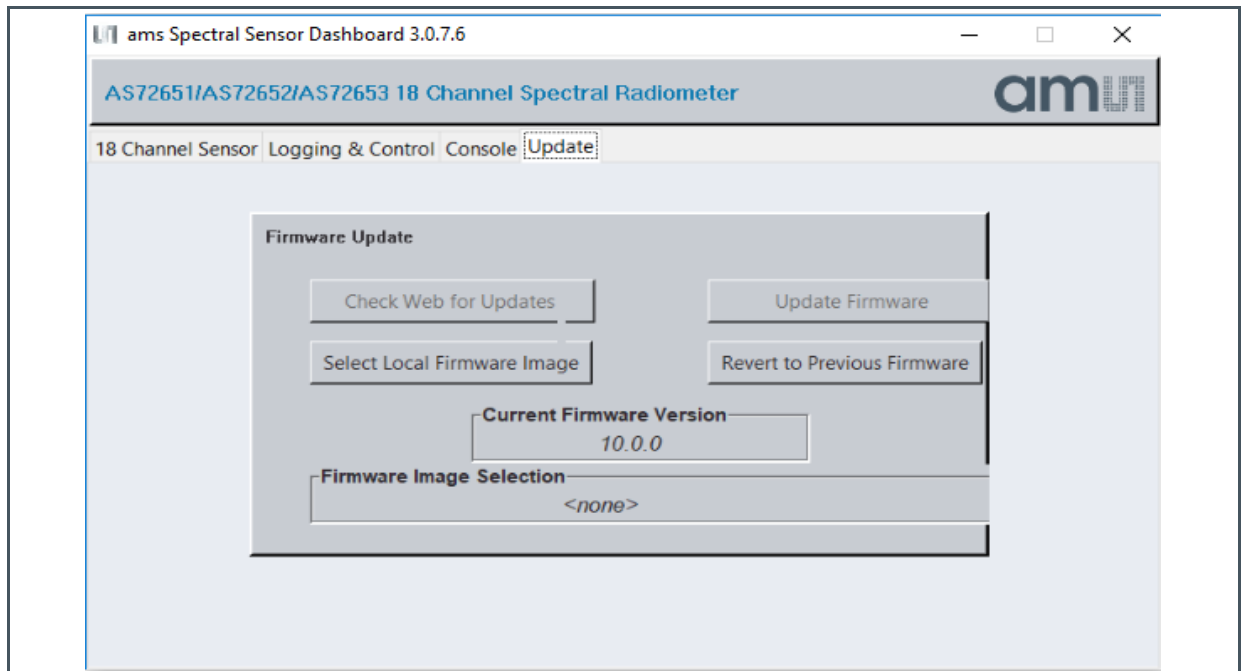 ams Spectral Sensor Dashboard 3.0.7.6
AS72651/AS72652/AS72653 18 Channel Spectral Radiometer
am
18 Channel Sensor Logging & Control Console Update
Firmware Update
Check Web for Updates Update Firmware
Select Local Firmware Image Revert to Previous Firmware
Current Firmware Version
10.0.0
Firmware Image Selection
<none>